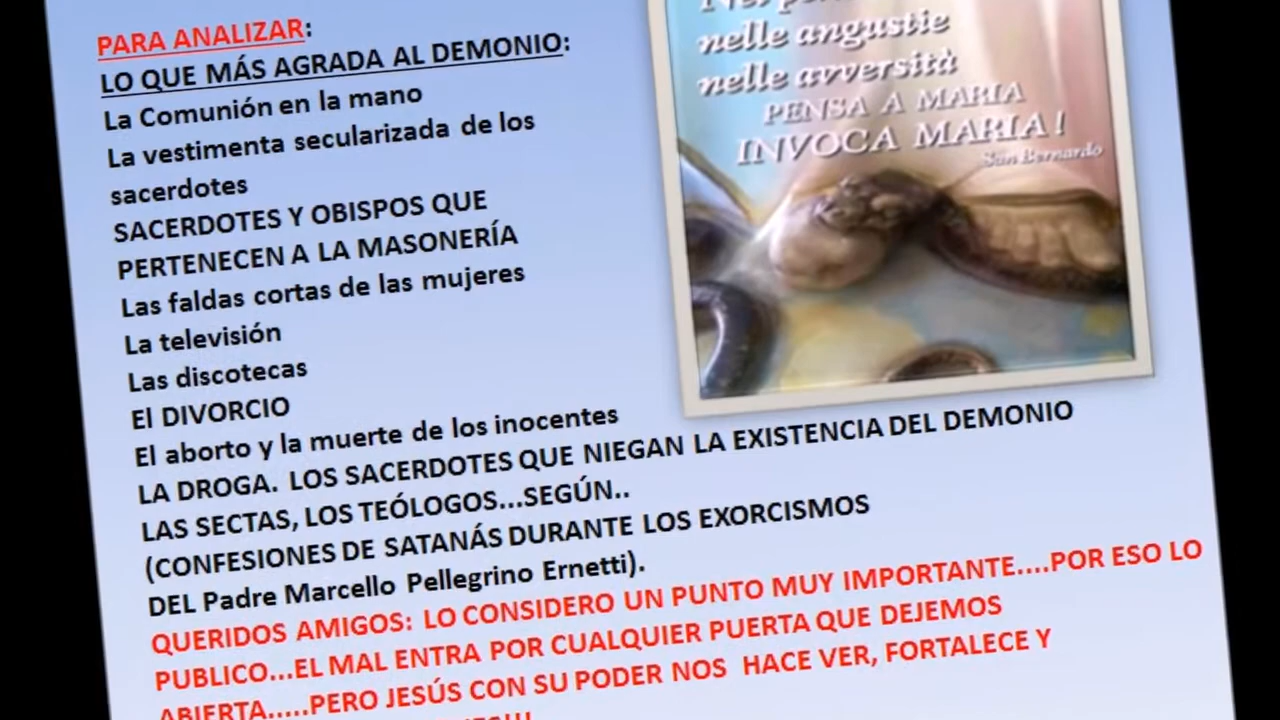 PARA ANALIZAR:
LO QUE MÁS AGRADA AL DEMONIO:
La Comunión en la mano
La vestimenta secularizada de los
sacerdotes
SACERDOTES Y OBISPOS QUE
PERTENECEN A LA MASONERÍA
Las faldas cortas de las mujeres
La televisión
Las discotecas
El DIVORCIO
El aborto y la muerte de los inocentes
LA DROGA. LOS SACERDOTES QUE NIEGAN LA EXISTENCIA DEL DEMONIO
LAS SECTAS, LOS TEÓLOGOS...SEGÚN..
(CONFESIONES DE SATANÁS DURANTE LOS EXORCISMOS
DEL Padre Marcello Pellegrino Ernetti).
QUERIDOS AMIGOS: LO CONSIDERO UN PUNTO MUY IMPORTANTE....POR ESO LO
PUBLICO...EL MAL ENTRA POR CUALQUIER PUERTA QUE DEJEMOS
ABIERTA.....PERO JESÚS CON SU PODER NOS HACE VER, FORTALECE Y
nelle angustie
nelle avversità
PENSA A MARIA
INVOCA MARIA!
San Bernardo